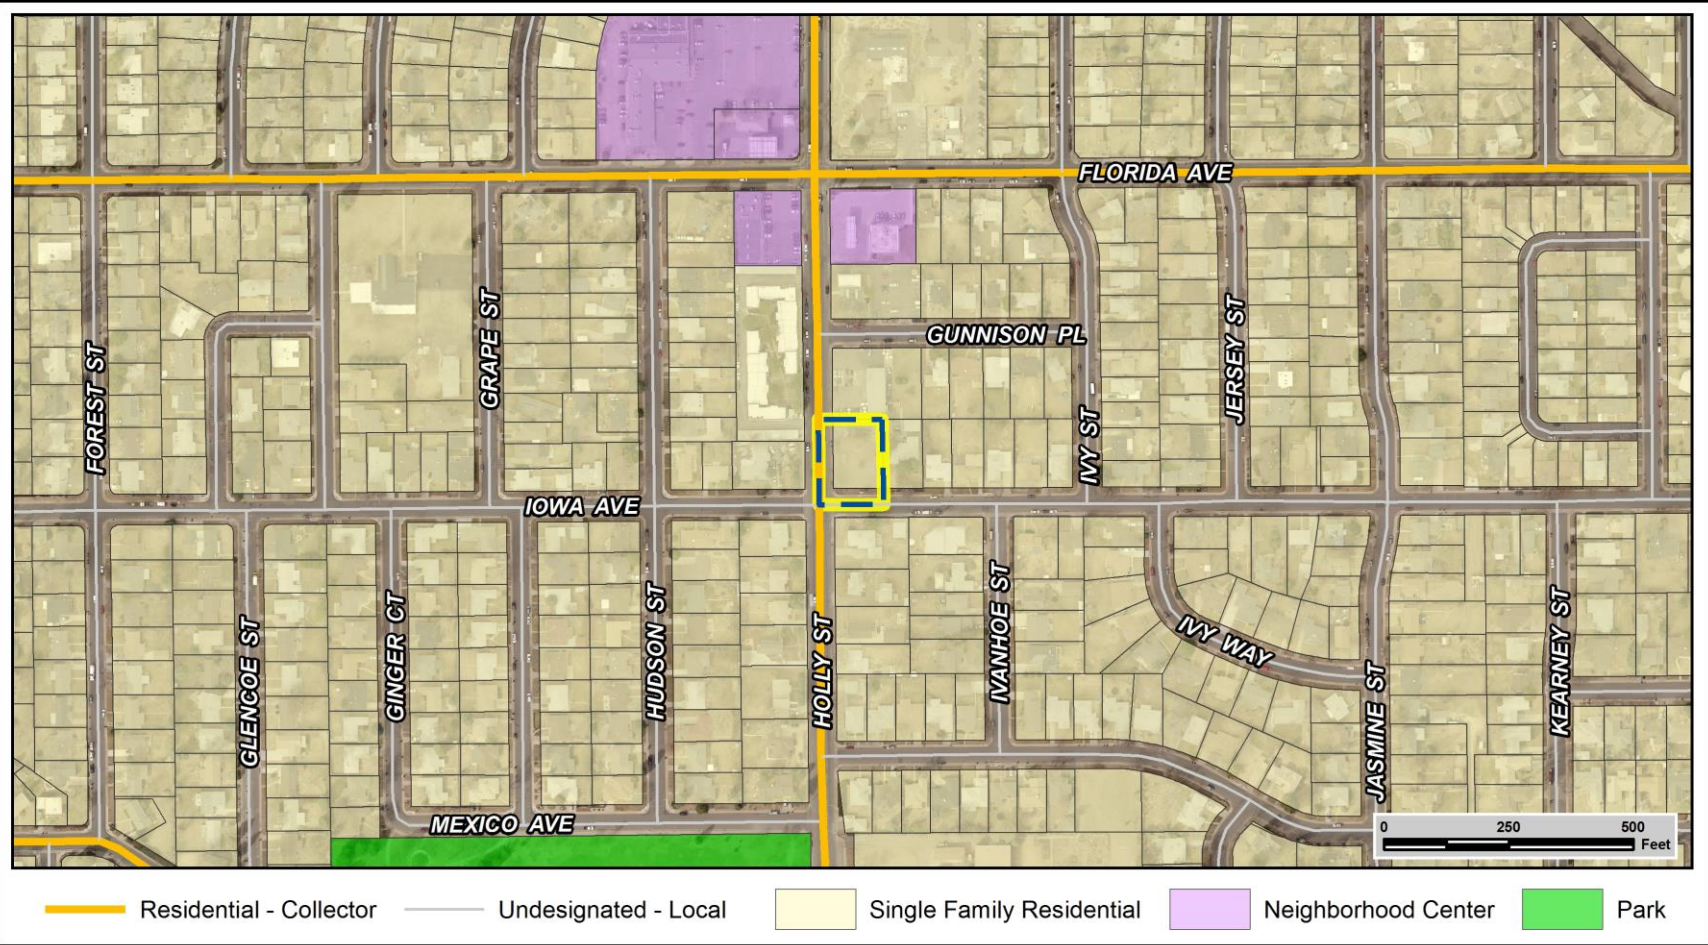 FLORIDA AVE
GUNNISON PL
GRAPE ST
JERSEY ST
FOREST ST
IVY ST
IOWA AVE
HUDSON ST
IVANHOE ST
GINGER CT
GLENCOE ST
HOLLY ST
IVY WAY
KEARNEY ST
JASMINE ST
MEXICO AVE
0 250 500
Feet
Residential - Collector
Undesignated - Local
Single Family Residential
Neighborhood Center
Park